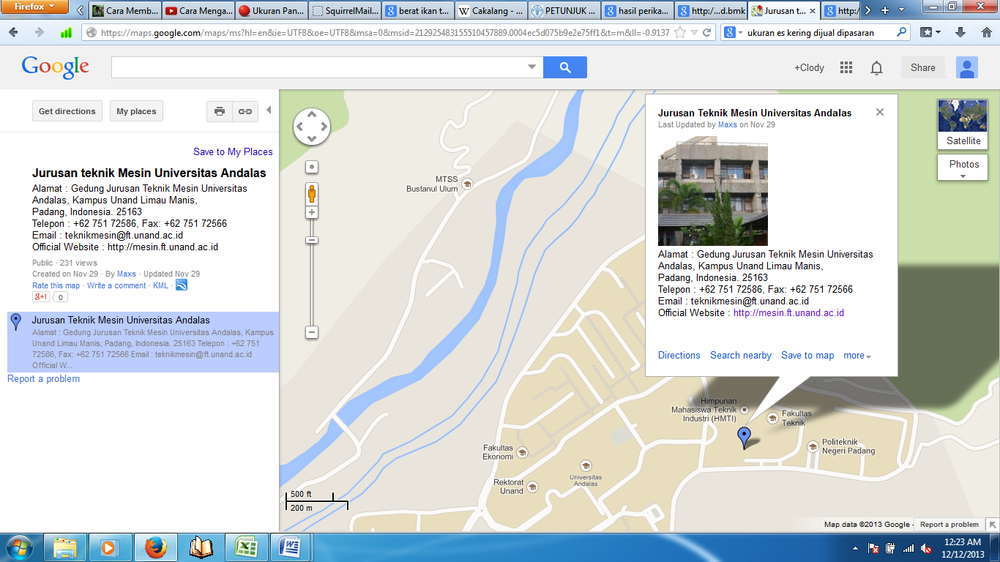 Firefox
Cara Memb...
Cara Menga...
Ukuran Pan...
SquirrelMail...
berat ikan t...
Cakalang - ...
PETUNJUK ...
hasil perika...
http:/...d.bmk
Jurusan t...
http:/
https://maps.google.com/maps/ms?hl=en&ie=UTF8&oe=UTF8&msa=0&msid=212925483155510457889.0004ec5d075b9e2e75ff1&t=m&ll=-0.9137
ukuran es kering dijual dipasaran
Google
+Clody
Share
Get directions
My places
Save to My Places
Jurusan teknik Mesin Universitas Andalas
Alamat : Gedung Jurusan Teknik Mesin Universitas
Andalas, Kampus Unand Limau Manis,
Padang, Indonesia. 25163
Telepon : +62 751 72586, Fax: +62 751 72566
Email : teknikmesin@ft.unand.ac.id
Official Website : http://mesin.ft.unand.ac.id
Public · 231 views
Created on Nov 29 · By Maxs · Updated Nov 29
Rate this map · Write a comment · KML ·
g+1 0
Jurusan Teknik Mesin Universitas Andalas
Alamat : Gedung Jurusan Teknik Mesin Universitas Andalas, Kampus
Unand Limau Manis, Padang, Indonesia. 25163 Telepon : +62 751
72586, Fax: +62 751 72566 Email : teknikmesin@ft.unand.ac.id
Official W...
Report a problem
MTSS
Bustanul Ulum
Jurusan Teknik Mesin Universitas Andalas
Last Updated by Maxs on Nov 29
Alamat : Gedung Jurusan Teknik Mesin Universitas
Andalas, Kampus Unand Limau Manis,
Padang, Indonesia. 25163
Telepon : +62 751 72586, Fax: +62 751 72566
Email : teknikmesin@ft.unand.ac.id
Official Website : http://mesin.ft.unand.ac.id
Directions
Search nearby
Save to map
more
Satellite
Photos
Himpunan
Mahasiswa Teknik
Industri (HMTI)
Fakultas
Teknik
Politeknik
Negeri Padang
Fakultas
Ekonomi
Universitas
Andalas
Rektorat
Unand
500 ft
200 m
Map data ©2013 Google -
Report a problem
12:23 AM
12/12/2013